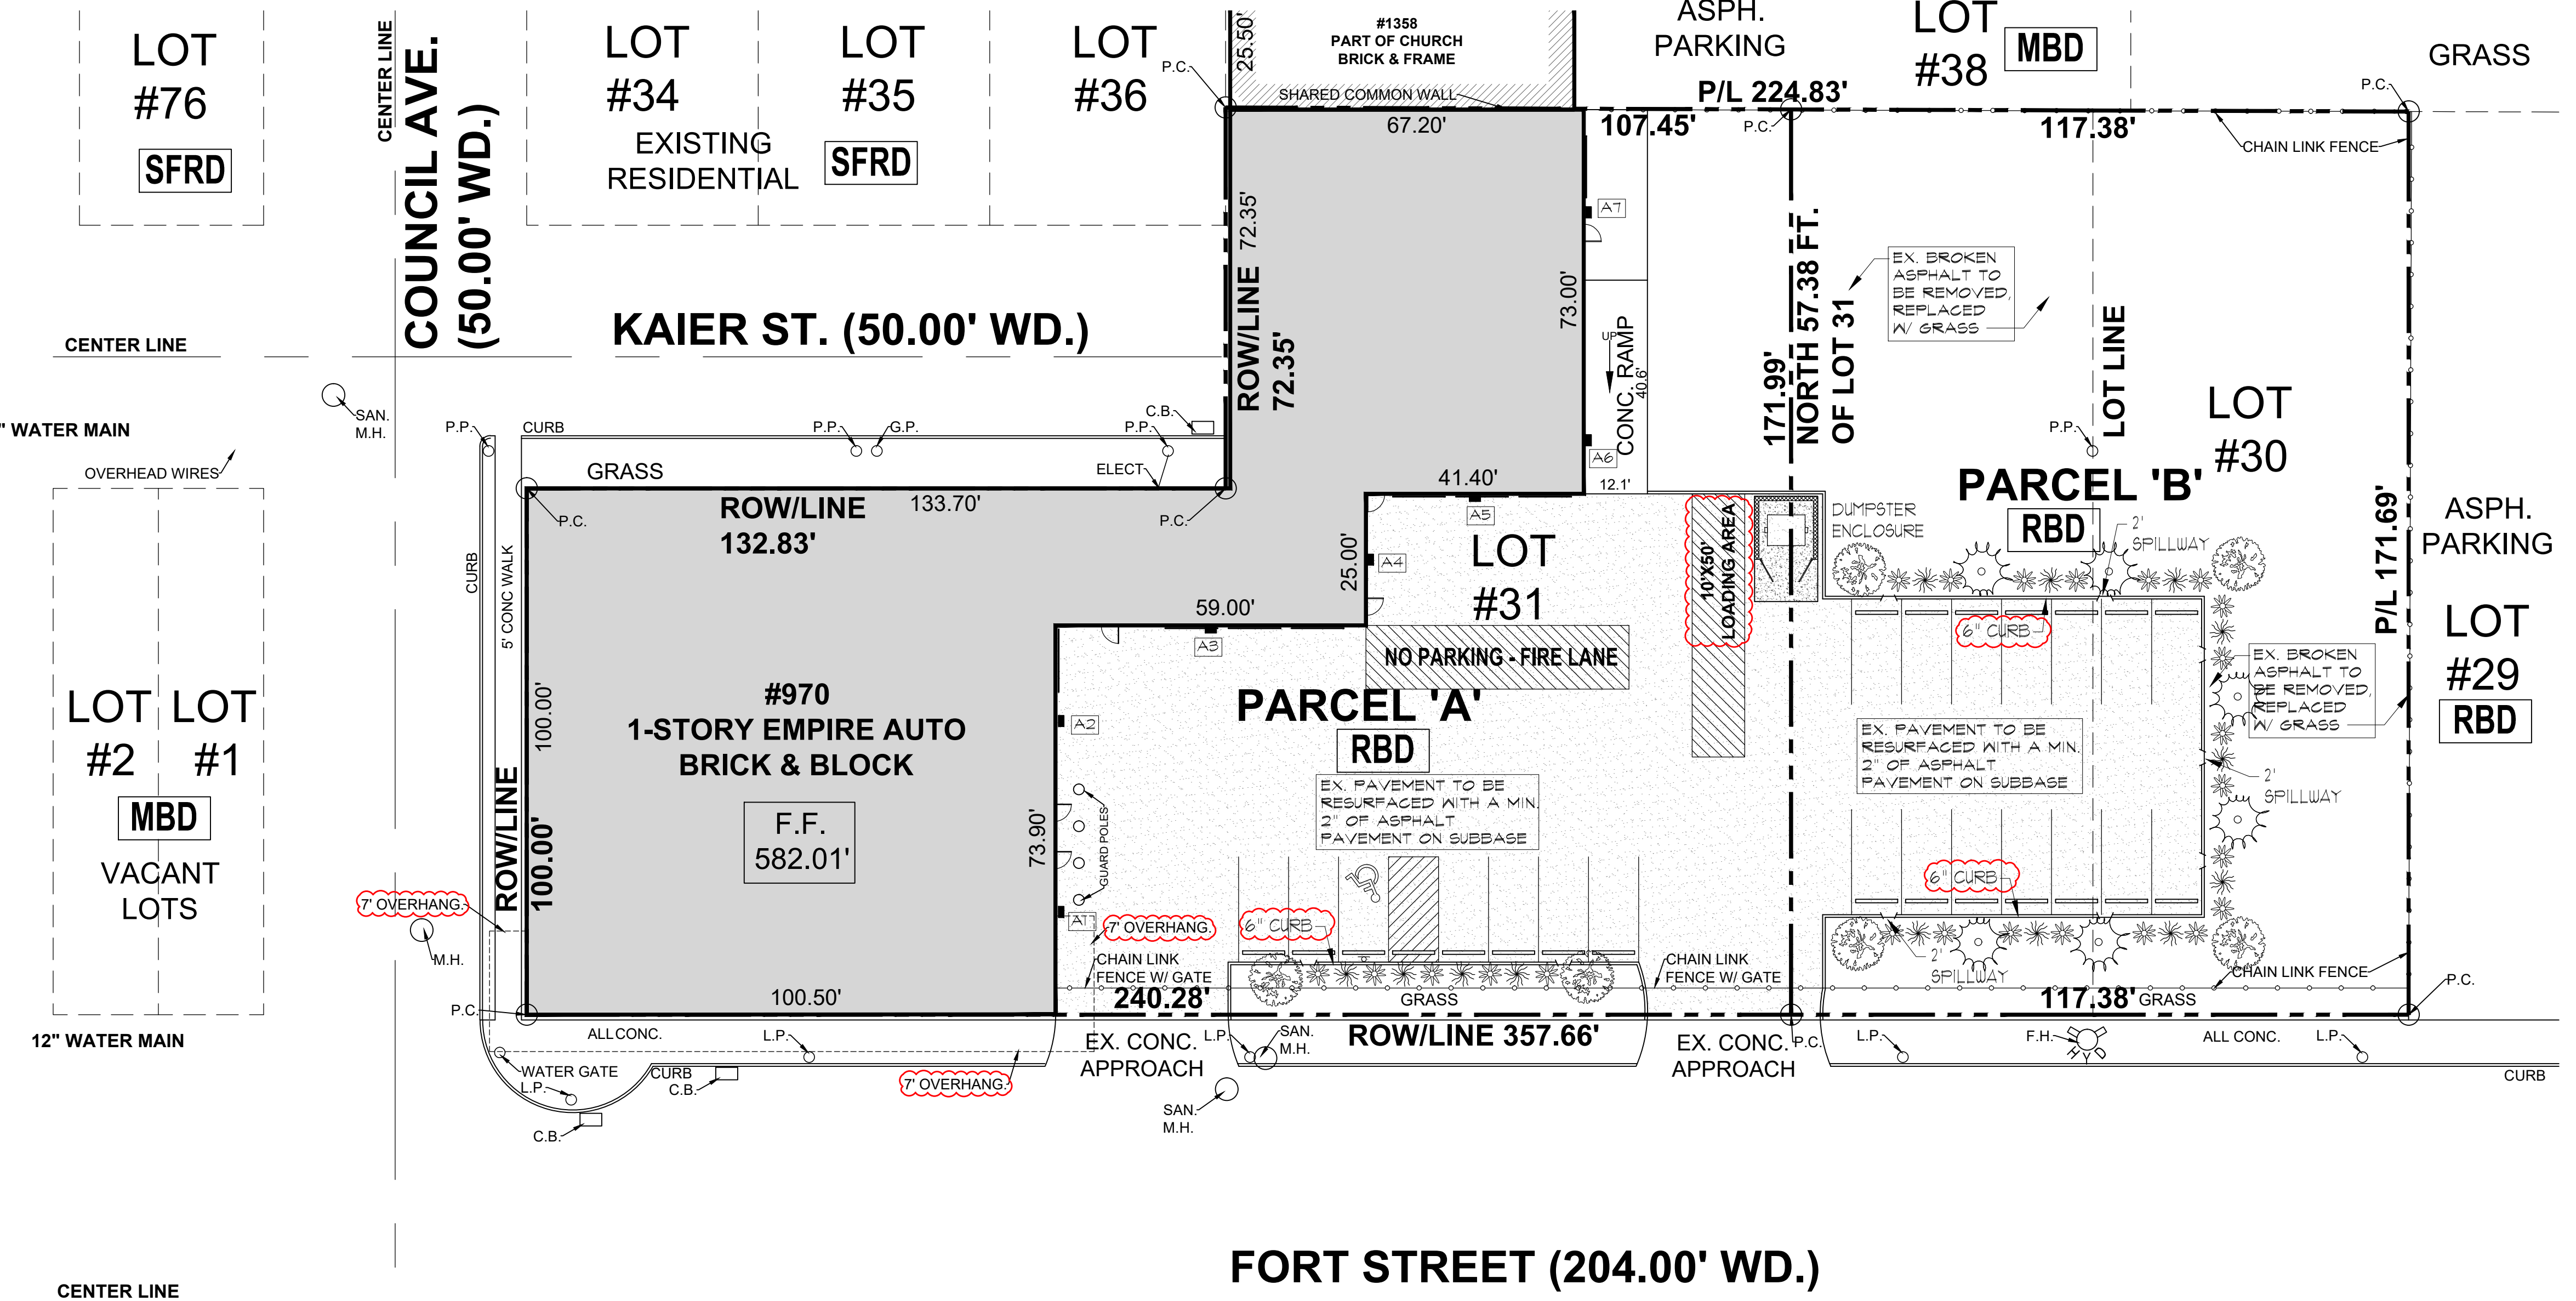 LOT
#76
SFRD
CENTER LINE
COUNCIL AVE.
(50.00' WD.)
LOT
#34
LOT
#35
LOT
#36
EXISTING
RESIDENTIAL
SFRD
P.C.
25.50'
#1358
PART OF CHURCH
BRICK & FRAME
SHARED COMMON WALL
ASPH.
PARKING
P/L 224.83'
LOT
#38
MBD
GRASS
P.C.
67.20'
107.45'
P.C.
117.38'
CHAIN LINK FENCE
72.35'
ROW/LINE
72.35'
73.00'
A7
UP
CONC. RAMP
40.6'
171.99'
NORTH 57.38 FT.
OF LOT 31
EX. BROKEN
ASPHALT TO
BE REMOVED,
REPLACED
W/ GRASS
LOT LINE
CENTER LINE
KAIER ST. (50.00' WD.)
SAN.
M.H.
" WATER MAIN
OVERHEAD WIRES
P.P.
CURB
P.P.
G.P.
P.P.
C.B.
GRASS
ELECT
P.C.
ROW/LINE
132.83'
133.70'
P.C.
41.40'
A6
12.1'
A5
P.P.
LOT
#30
PARCEL 'B'
RBD
P/L 171.69'
ASPH.
PARKING
CURB
5' CONC WALK
25.00'
A4
LOT
#31
10'X50'
LOADING AREA
DUMPSTER
ENCLOSURE
2'
SPILLWAY
59.00'
A3
NO PARKING - FIRE LANE
6" CURB
LOT
#29
RBD
EX. BROKEN
ASPHALT TO
BE REMOVED,
REPLACED
W/ GRASS
LOT
#2
LOT
#1
MBD
VACANT
LOTS
100.00'
ROW/LINE
100.00'
#970
1-STORY EMPIRE AUTO
BRICK & BLOCK
F.F.
582.01'
A2
PARCEL 'A'
RBD
EX. PAVEMENT TO BE
RESURFACED WITH A MIN.
2" OF ASPHALT
PAVEMENT ON SUBBASE
EX. PAVEMENT TO BE
RESURFACED WITH A MIN.
2" OF ASPHALT
PAVEMENT ON SUBBASE
2'
SPILLWAY
73.90'
GUARD POLES
7' OVERHANG.
M.H.
A1
7' OVERHANG.
6" CURB
6" CURB
CHAIN LINK
FENCE W/ GATE
CHAIN LINK
FENCE W/ GATE
2'
SPILLWAY
CHAIN LINK FENCE
P.C.
100.50'
P.C.
240.28'
GRASS
117.38'
GRASS
12" WATER MAIN
ALL CONC.
L.P.
EX. CONC.
APPROACH
L.P.
SAN.
M.H.
ROW/LINE 357.66'
EX. CONC.
APPROACH
P.C.
L.P.
F.H.
HYD
ALL CONC.
L.P.
CURB
WATER GATE
L.P.
CURB
C.B.
7' OVERHANG.
C.B.
SAN.
M.H.
FORT STREET (204.00' WD.)
CENTER LINE